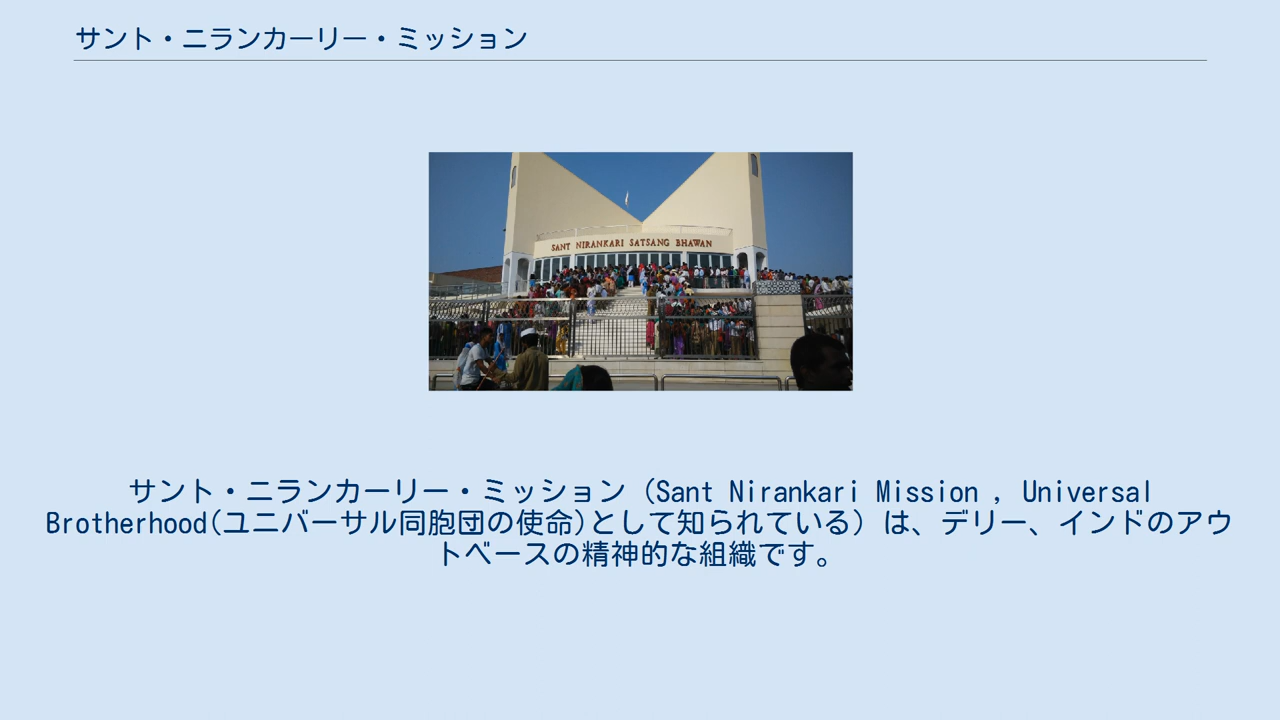 サント・ニランカーリー・ミッション
SANT NIRANKARI SATSANG BHAWAN
サント・ニランカーリー・ミッション（Sant Nirankari Mission , Universal
Brotherhood(ユニバーサル同胞団の使命)として知られている）は、デリー、インドのアウ
トベースの精神的な組織です。